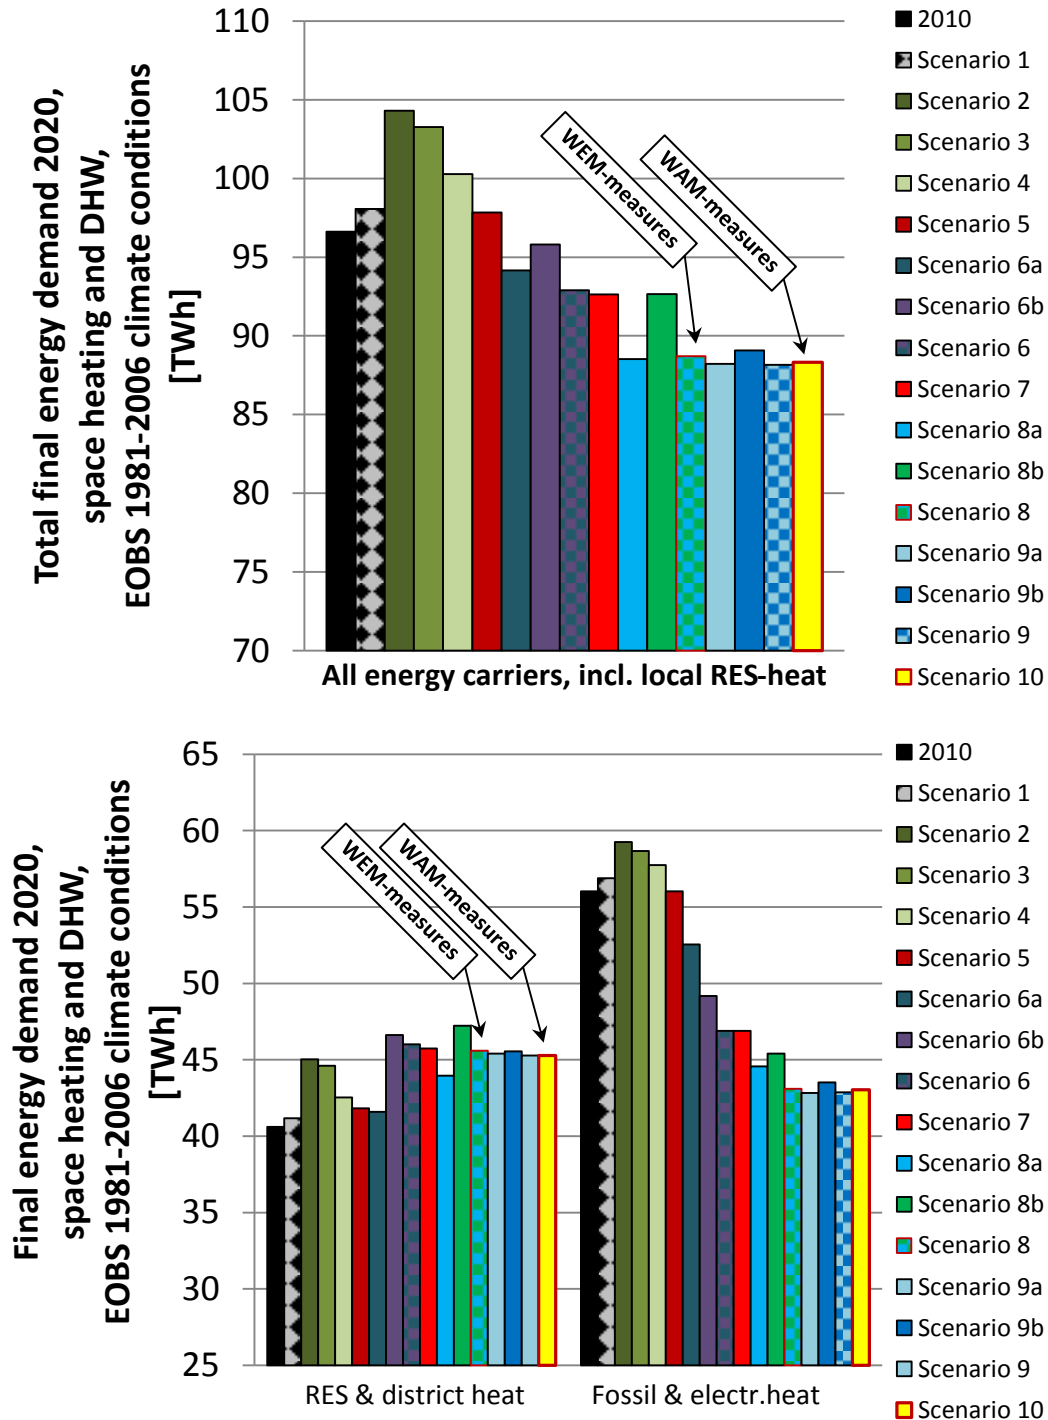 Total final energy demand 2020,
space heating and DHW,
EOBS 1981-2006 climate conditions
[TWh]
110
105
100
95
90
85
80
75
70
WEM-measures
WAM-measures
All energy carriers, incl. local RES-heat
2010
Scenario 1
Scenario 2
Scenario 3
Scenario 4
Scenario 5
Scenario 6a
Scenario 6b
Scenario 6
Scenario 7
Scenario 8a
Scenario 8b
Scenario 8
Scenario 9a
Scenario 9b
Scenario 9
Scenario 10
Final energy demand 2020,
space heating and DHW,
EOBS 1981-2006 climate conditions
[TWh]
65
60
55
50
45
40
35
30
25
WEM-measures
WAM-measures
RES & district heat
Fossil & electr.heat
2010
Scenario 1
Scenario 2
Scenario 3
Scenario 4
Scenario 5
Scenario 6a
Scenario 6b
Scenario 6
Scenario 7
Scenario 8a
Scenario 8b
Scenario 8
Scenario 9a
Scenario 9b
Scenario 9
Scenario 10